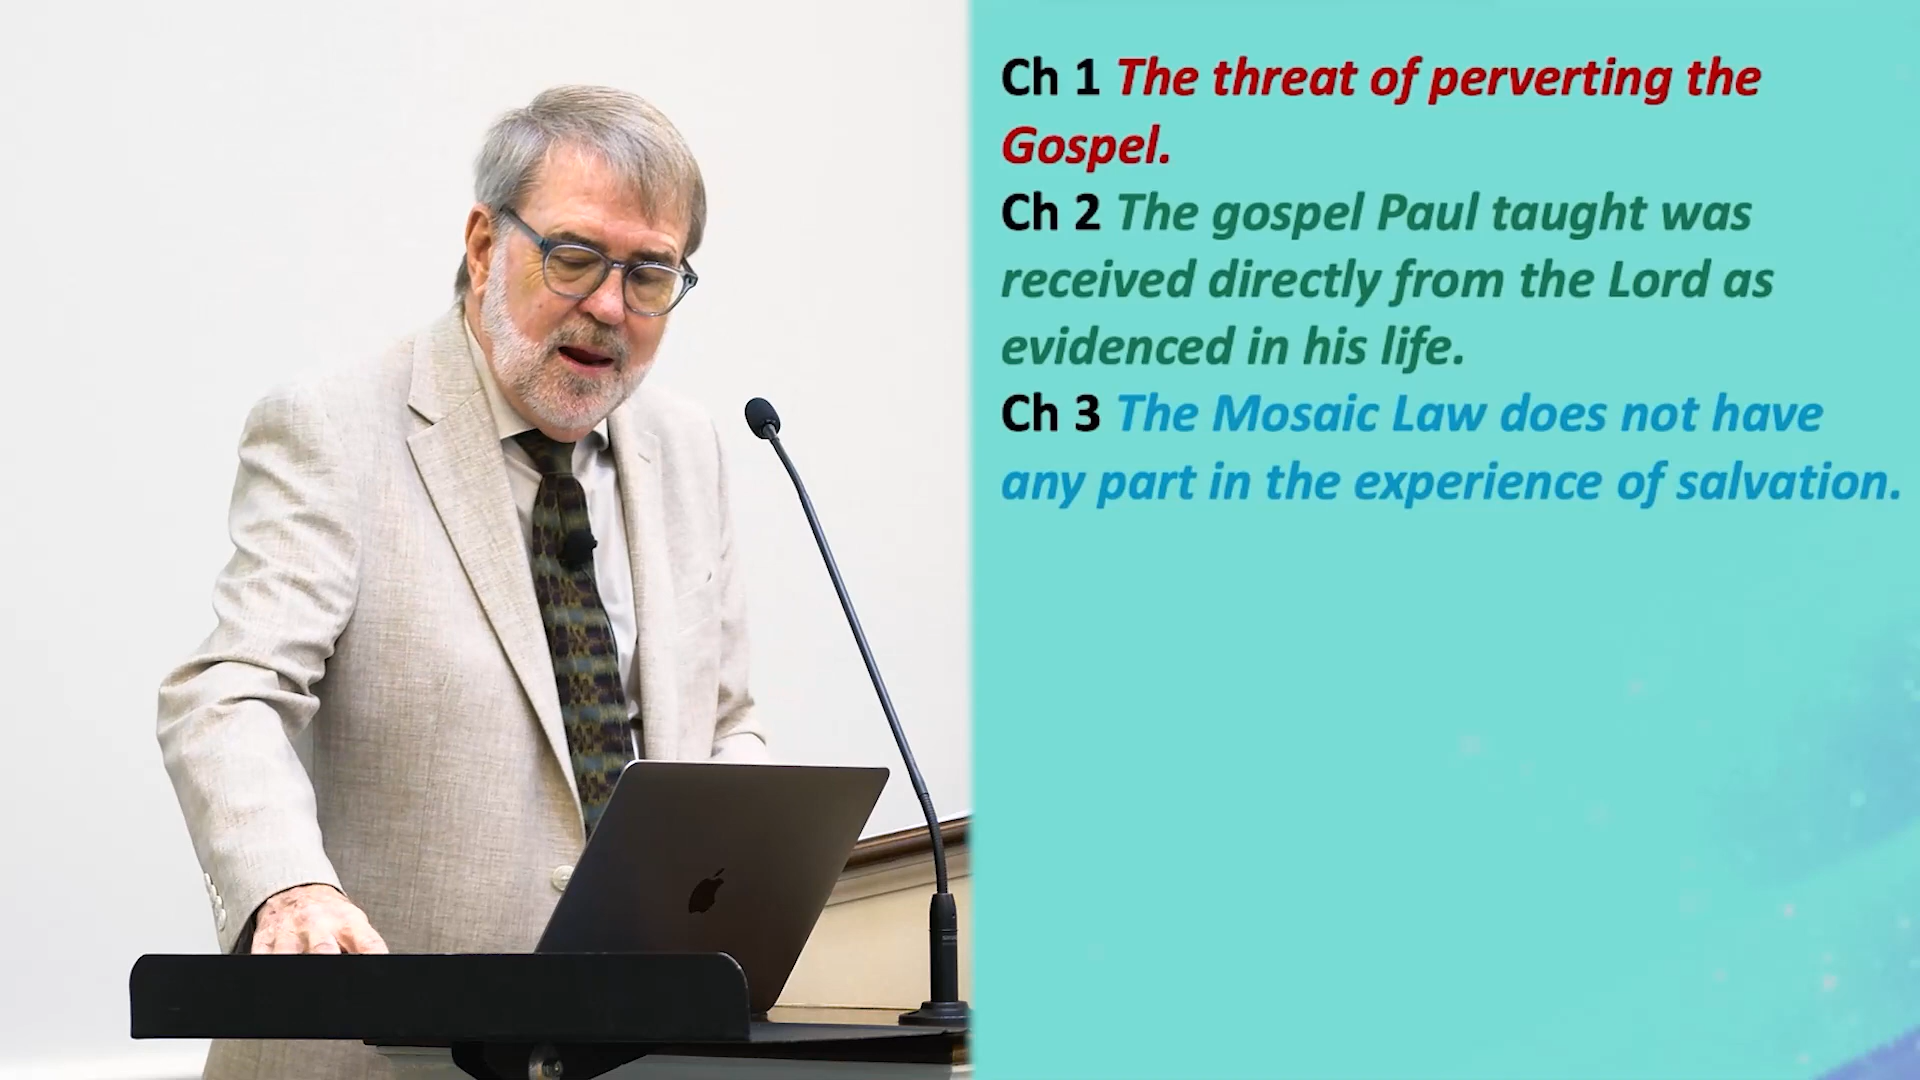 Ch 1 The threat of perverting the
Gospel.
Ch 2 The gospel Paul taught was
received directly from the Lord as
evidenced in his life.
Ch 3 The Mosaic Law does not have
any part in the experience of salvation.